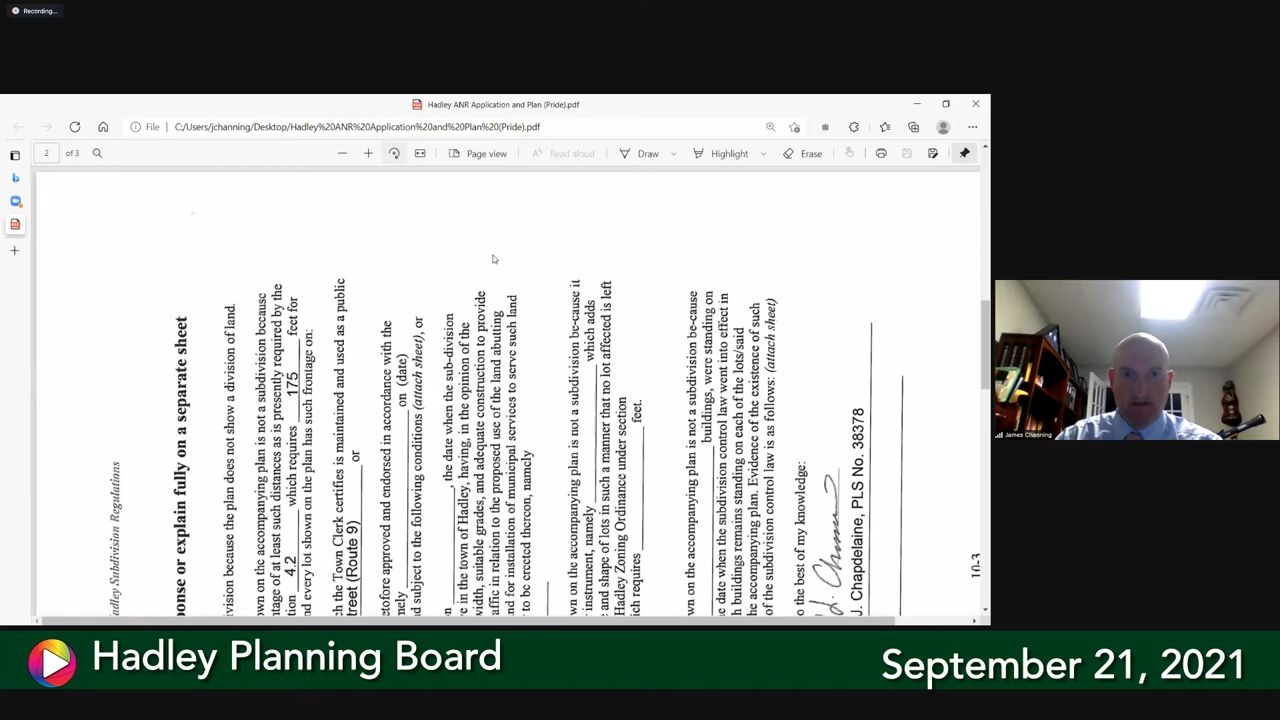 Recording...
Hadley ANR Application and Plan (Pride).pdf
File C:/Users/jchanning/Desktop/Hadley%20ANR%20Application%20and%20Plan%20(Pride).pdf
2 of 3 Page view Read aloud Draw Highlight Erase
adley Subdivision Regulations
onse or explain fully on a separate sheet
vision because the plan does not show a division of land.
own on the accompanying plan is not a subdivision because
tage of at least such distances as is presently required by the
tion 4.2 which requires 175 feet for
nd every lot shown on the plan has such frontage on:
h the Town Clerk certifies is maintained and used as a public
treet (Route 9) or
etofore approved and endorsed in accordance with the
mely on (date)
nd subject to the following conditions (attach sheet), or
on , the date when the sub-division
e in the town of Hadley, having, in the opinion of the
width, suitable grades, and adequate construction to provide
affic in relation to the proposed use of the land abutting
nd for installation of municipal services to serve such land
to be erected thereon, namely
wn on the accompanying plan is not a subdivision be-cause it
instrument, namely which adds
e and shape of lots in such a manner that no lot affected is left
Hadley Zoning Ordinance under section
ich requires feet.
wn on the accompanying plan is not a subdivision be-cause
buildings, were standing on
e date when the subdivision control law went into effect in
h buildings remains standing on each of the lots/said
he accompanying plan. Evidence of the existence of such
of the subdivision control law is as follows: (attach sheet)
o the best of my knowledge:
J. Chapdelaine, PLS No. 38378
10-3
James Channing
Hadley Planning Board
September 21, 2021